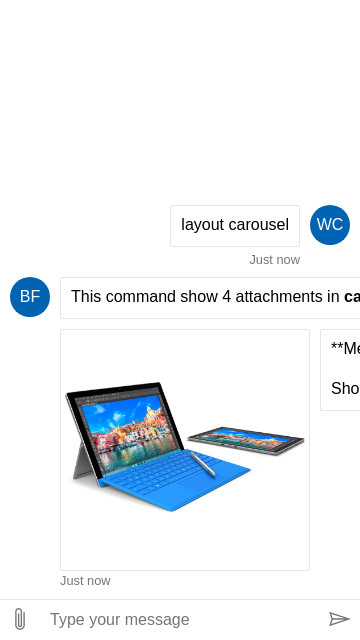 layout carousel
WC
Just now
BF
This command show 4 attachments in ca
**Me
Sho
Just now
Type your message